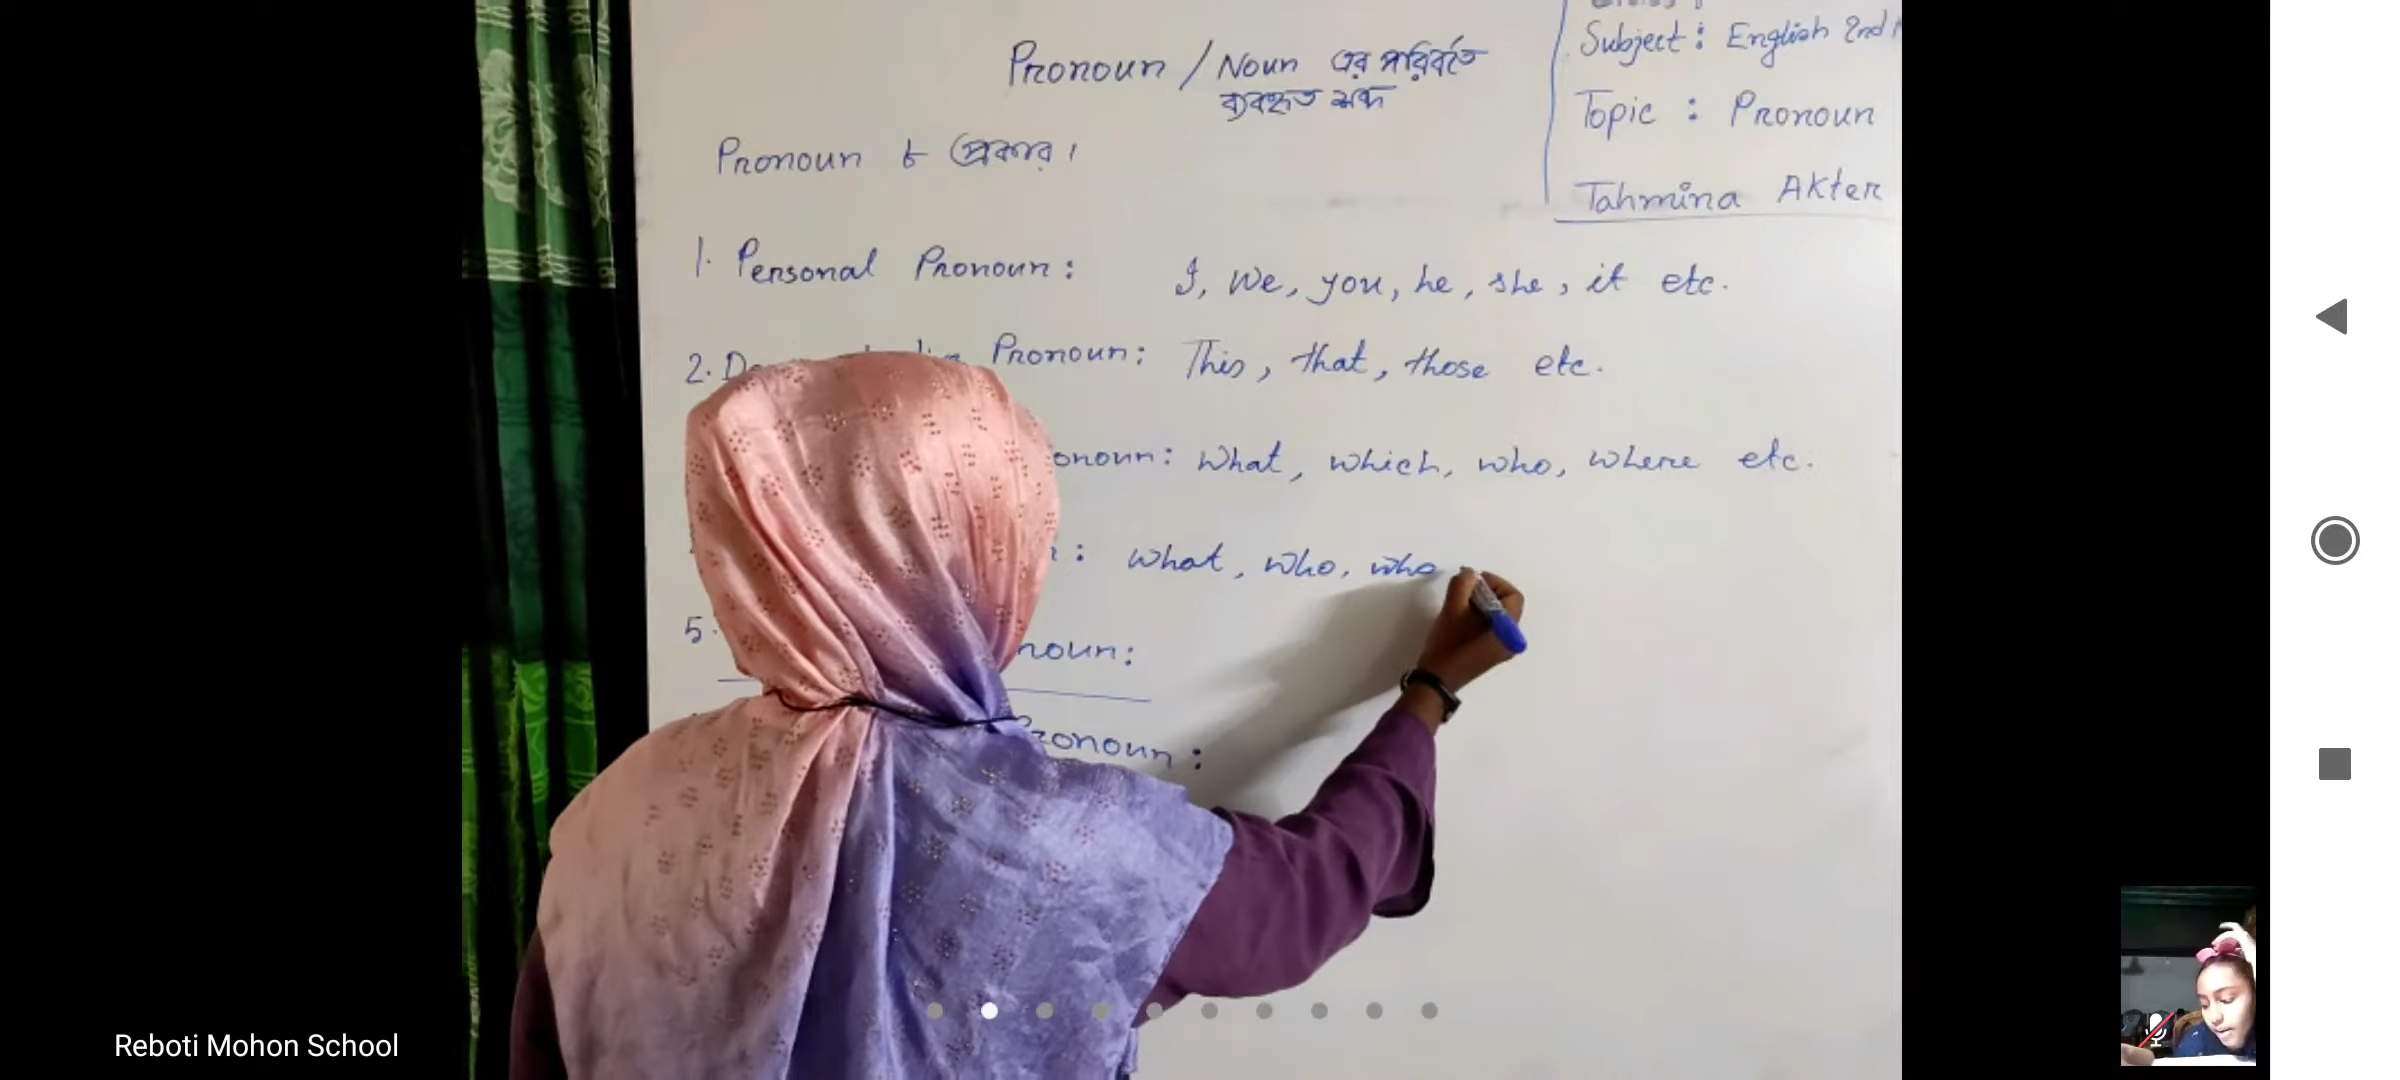 Subject : English 2nd
Pronoun / Noun এর পরিবর্তে
ব্যবহৃত শব্দ
Topic : Pronoun
Pronoun ৮ প্রকার।
Tahmina Akter
1. Personal Pronoun : I, We, you, he, she, it etc.
2. Pronoun : This, that, those etc.
onoun : What, which, who, where etc.
: What, who, who
5. noun :
ronoun :
Reboti Mohon School